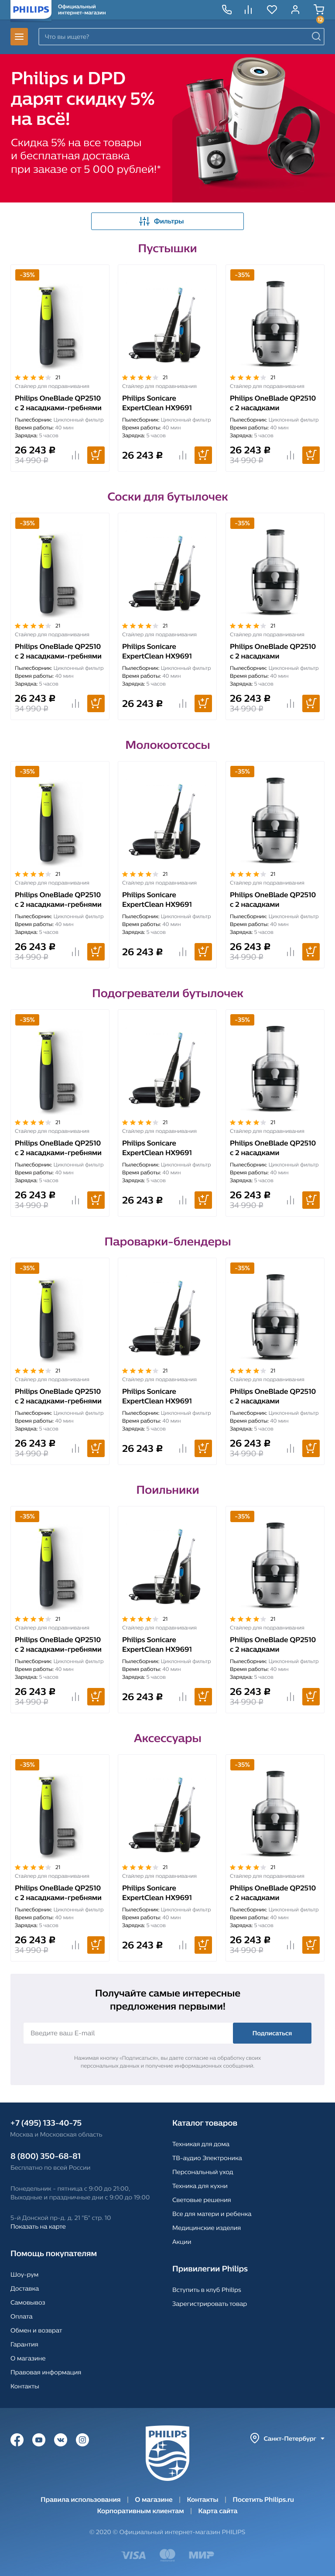 PHILIPS
Официальный
интернет-магазин
Что вы ищете?
Philips и DPD
дарят скидку 5%
на всё!
Скидка 5% на все товары
и бесплатная доставка
при заказе от 5 000 рублей!*
Фильтры
Пустышки
-35% -35%
21 21 21
Стайлер для подравнивания Стайлер для подравнивания Стайлер для подравнивания
Philips OneBlade QP2510 Philips Sonicare Philips OneBlade QP2510
с 2 насадками-гребнями ExpertClean HX9691 с 2 насадками
Пылесборник: Циклонный фильтр Пылесборник: Циклонный фильтр Пылесборник: Циклонный фильтр
Время работы: 40 мин Время работы: 40 мин Время работы: 40 мин
Зарядка: 5 часов Зарядка: 5 часов Зарядка: 5 часов
26 243 ₽ 26 243 ₽ 26 243 ₽
34 990 ₽ 34 990 ₽
Соски для бутылочек
-35% -35%
21 21 21
Стайлер для подравнивания Стайлер для подравнивания Стайлер для подравнивания
Philips OneBlade QP2510 Philips Sonicare Philips OneBlade QP2510
с 2 насадками-гребнями ExpertClean HX9691 с 2 насадками
Пылесборник: Циклонный фильтр Пылесборник: Циклонный фильтр Пылесборник: Циклонный фильтр
Время работы: 40 мин Время работы: 40 мин Время работы: 40 мин
Зарядка: 5 часов Зарядка: 5 часов Зарядка: 5 часов
26 243 ₽ 26 243 ₽ 26 243 ₽
34 990 ₽ 34 990 ₽
Молокоотсосы
-35% -35%
21 21 21
Стайлер для подравнивания Стайлер для подравнивания Стайлер для подравнивания
Philips OneBlade QP2510 Philips Sonicare Philips OneBlade QP2510
с 2 насадками-гребнями ExpertClean HX9691 с 2 насадками
Пылесборник: Циклонный фильтр Пылесборник: Циклонный фильтр Пылесборник: Циклонный фильтр
Время работы: 40 мин Время работы: 40 мин Время работы: 40 мин
Зарядка: 5 часов Зарядка: 5 часов Зарядка: 5 часов
26 243 ₽ 26 243 ₽ 26 243 ₽
34 990 ₽ 34 990 ₽
Подогреватели бутылочек
-35% -35%
21 21 21
Стайлер для подравнивания Стайлер для подравнивания Стайлер для подравнивания
Philips OneBlade QP2510 Philips Sonicare Philips OneBlade QP2510
с 2 насадками-гребнями ExpertClean HX9691 с 2 насадками
Пылесборник: Циклонный фильтр Пылесборник: Циклонный фильтр Пылесборник: Циклонный фильтр
Время работы: 40 мин Время работы: 40 мин Время работы: 40 мин
Зарядка: 5 часов Зарядка: 5 часов Зарядка: 5 часов
26 243 ₽ 26 243 ₽ 26 243 ₽
34 990 ₽ 34 990 ₽
Пароварки-блендеры
-35% -35%
21 21 21
Стайлер для подравнивания Стайлер для подравнивания Стайлер для подравнивания
Philips OneBlade QP2510 Philips Sonicare Philips OneBlade QP2510
с 2 насадками-гребнями ExpertClean HX9691 с 2 насадками
Пылесборник: Циклонный фильтр Пылесборник: Циклонный фильтр Пылесборник: Циклонный фильтр
Время работы: 40 мин Время работы: 40 мин Время работы: 40 мин
Зарядка: 5 часов Зарядка: 5 часов Зарядка: 5 часов
26 243 ₽ 26 243 ₽ 26 243 ₽
34 990 ₽ 34 990 ₽
Поильники
-35% -35%
21 21 21
Стайлер для подравнивания Стайлер для подравнивания Стайлер для подравнивания
Philips OneBlade QP2510 Philips Sonicare Philips OneBlade QP2510
с 2 насадками-гребнями ExpertClean HX9691 с 2 насадками
Пылесборник: Циклонный фильтр Пылесборник: Циклонный фильтр Пылесборник: Циклонный фильтр
Время работы: 40 мин Время работы: 40 мин Время работы: 40 мин
Зарядка: 5 часов Зарядка: 5 часов Зарядка: 5 часов
26 243 ₽ 26 243 ₽ 26 243 ₽
34 990 ₽ 34 990 ₽
Аксессуары
-35% -35%
21 21 21
Стайлер для подравнивания Стайлер для подравнивания Стайлер для подравнивания
Philips OneBlade QP2510 Philips Sonicare Philips OneBlade QP2510
с 2 насадками-гребнями ExpertClean HX9691 с 2 насадками
Пылесборник: Циклонный фильтр Пылесборник: Циклонный фильтр Пылесборник: Циклонный фильтр
Время работы: 40 мин Время работы: 40 мин Время работы: 40 мин
Зарядка: 5 часов Зарядка: 5 часов Зарядка: 5 часов
26 243 ₽ 26 243 ₽ 26 243 ₽
34 990 ₽ 34 990 ₽
Получайте самые интересные
предложения первыми!
Введите ваш E-mail
Подписаться
Нажимая кнопку «Подписаться», вы даете согласие на обработку своих
персональных данных и получение информационных сообщений.
+7 (495) 133-40-75
Москва и Московская область
8 (800) 350-68-81
Бесплатно по всей России
Понедельник - пятница с 9:00 до 21:00,
Выходные и праздничные дни с 9:00 до 19:00
5-й Донской пр-д, д. 21 "Б" стр. 10
Показать на карте
Помощь покупателям
Шоу-рум
Доставка
Самовывоз
Оплата
Обмен и возврат
Гарантия
О магазине
Правовая информация
Контакты
Каталог товаров
Техникая для дома
ТВ-аудио Электроника
Персональный уход
Техника для кухни
Световые решения
Все для матери и ребенка
Медицинские изделия
Акции
Привилегии Philips
Вступить в клуб Philips
Зарегистрировать товар
PHILIPS
Санкт-Петербург
Правила использования | О магазине | Контакты | Посетить Philips.ru
Корпоративным клиентам | Карта сайта
© 2020 © Официальный интернет-магазин PHILIPS
VISA mastercard МИР